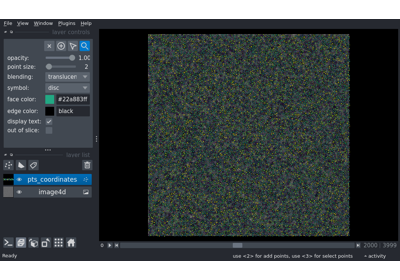 File View Window Plugins Help
layer controls
opacity: 1.00
point size: 2
blending: translucen
symbol: disc
face color: #22a883ff
edge color: black
display text:
out of slice:
layer list
pts_coordinates
image4d
0 2000 3999
Ready use <2> for add points, use <3> for select points activity